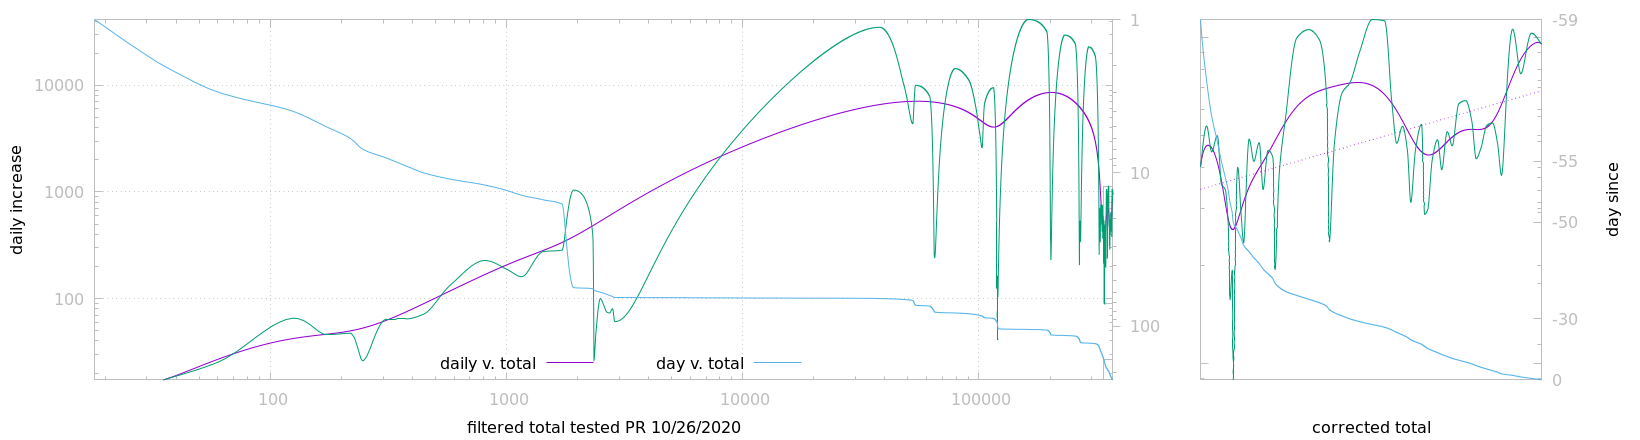 1
-59
10000
daily increase
1000
10
-55
-50
day since
100
100
-30
daily v. total
day v. total
0
100
1000
10000
100000
filtered total tested PR 10/26/2020
corrected total